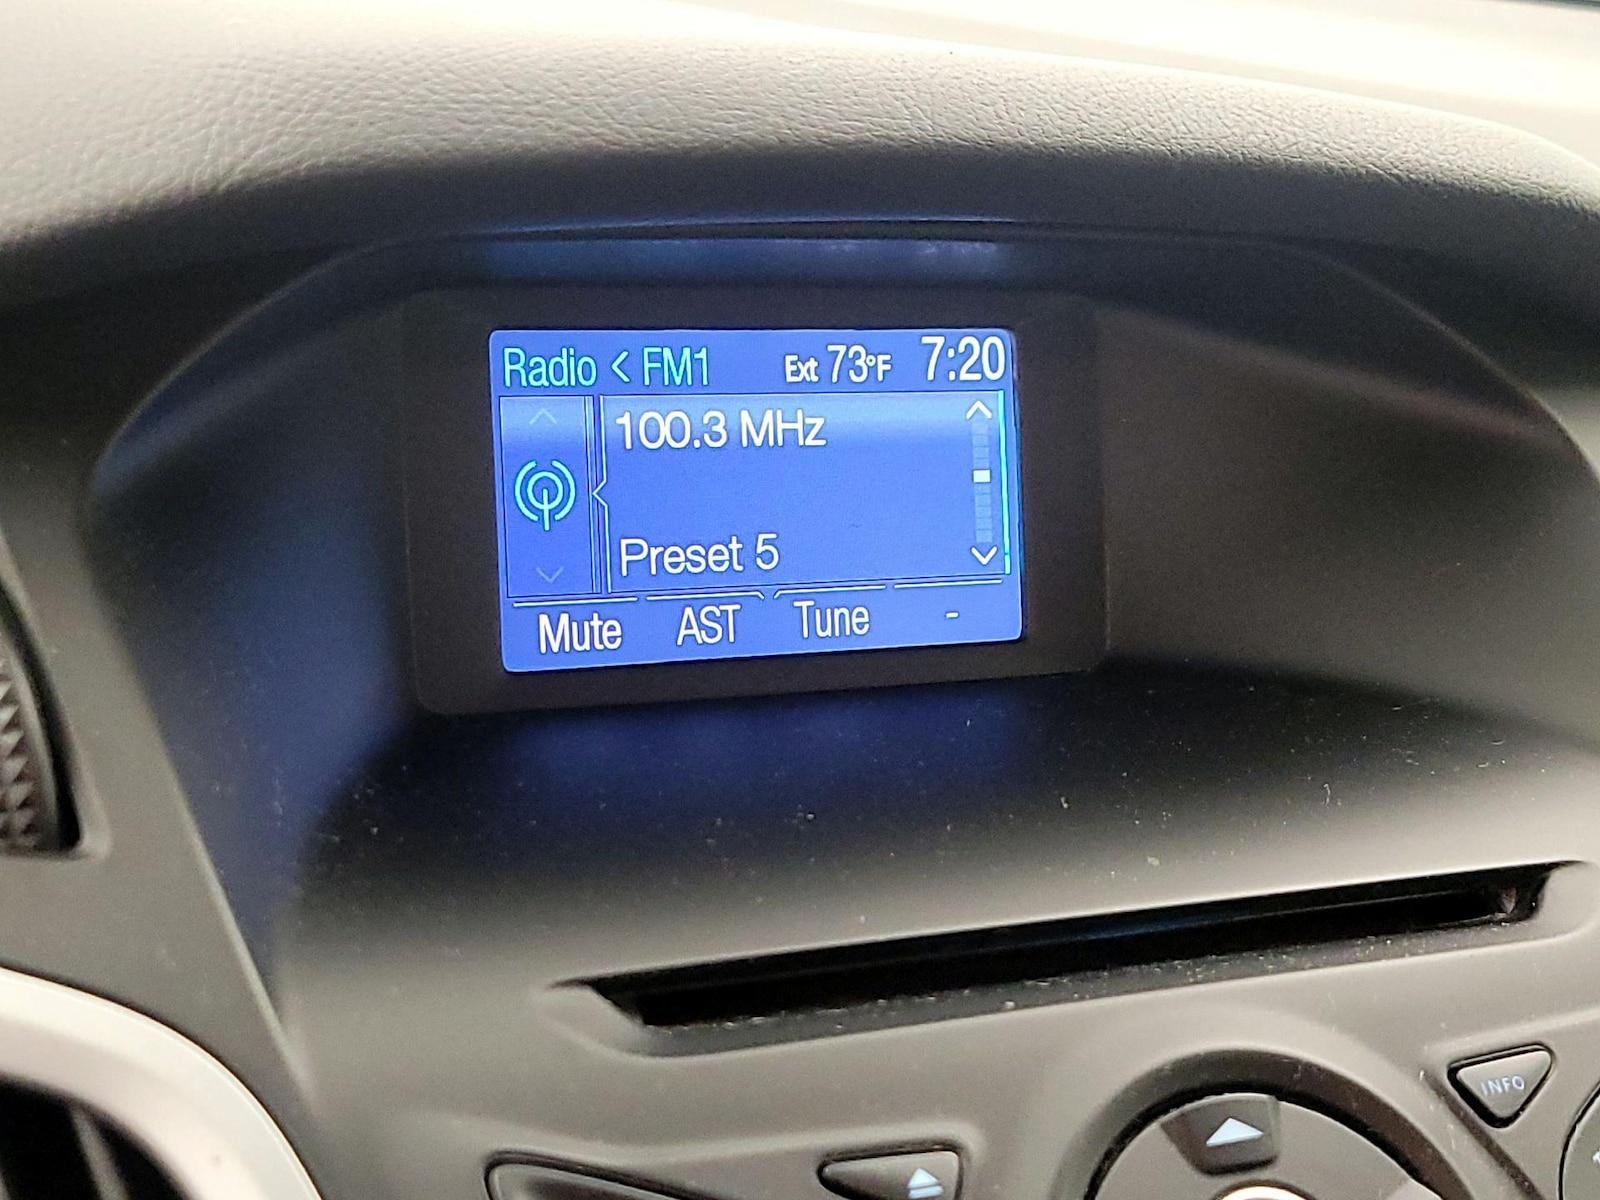 Radio < FM1 Ext 73°F 7:20
100.3 MHz
Preset 5
Mute AST Tune -
INFO